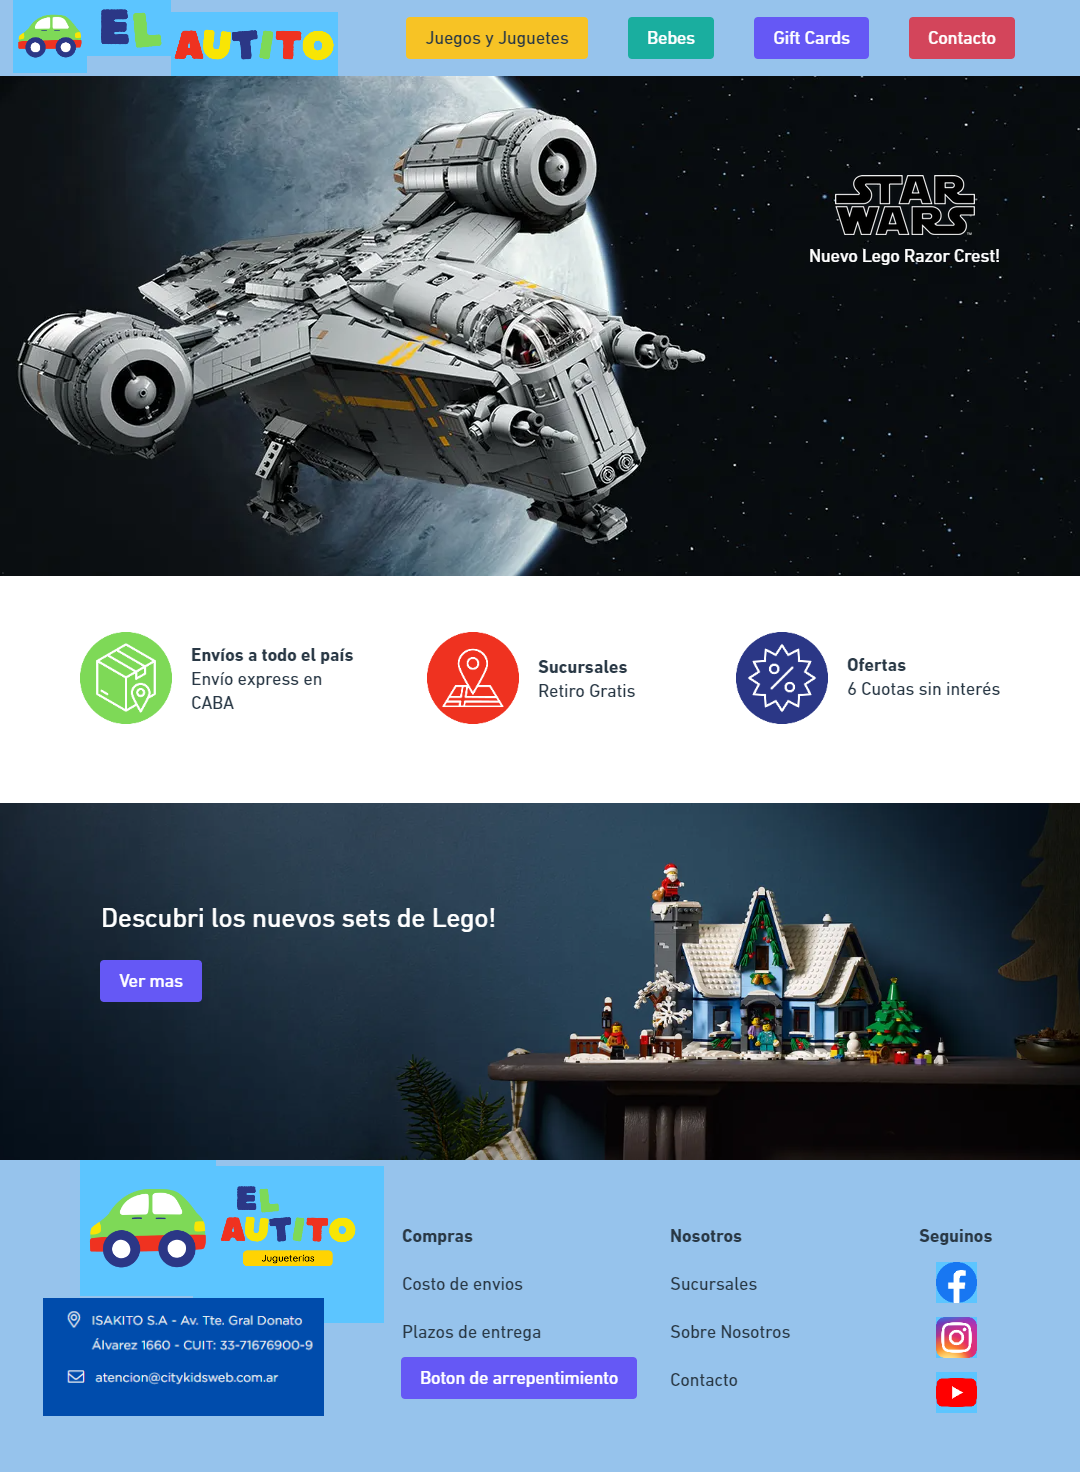 EL AUTITO
Juegos y Juguetes
Bebes
Gift Cards
Contacto
STAR
WARS
Nuevo Lego Razor Crest!
Envíos a todo el país
Envío express en
CABA
Sucursales
Retiro Gratis
Ofertas
6 Cuotas sin interés
Descubri los nuevos sets de Lego!
Ver mas
EL
AUTITO
Jugueterías
ISAKITO S.A - Av. Tte. Gral Donato
Álvarez 1660 - CUIT: 33-71676900-9
atencion@citykidsweb.com.ar
Compras
Costo de envios
Plazos de entrega
Boton de arrepentimiento
Nosotros
Sucursales
Sobre Nosotros
Contacto
Seguinos